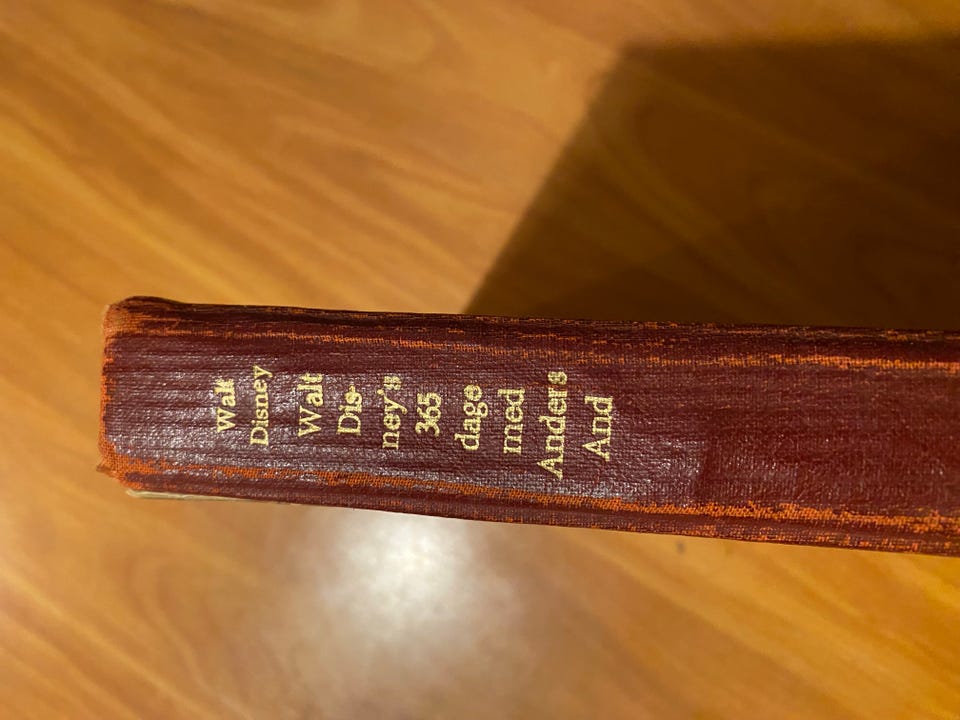 Walt
Disney
Walt
Dis-
ney's
365
dage
med
Anders
And